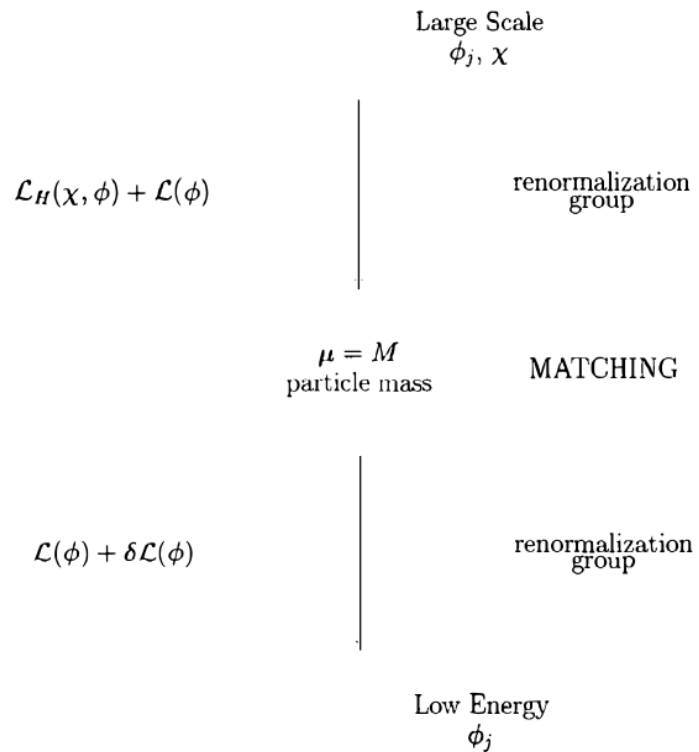 Large Scale
ϕ_j, χ
𝓛_H(χ, ϕ) + 𝓛(ϕ)
renormalization
group
μ = M
particle mass
MATCHING
𝓛(ϕ) + δ𝓛(ϕ)
renormalization
group
Low Energy
ϕ_j